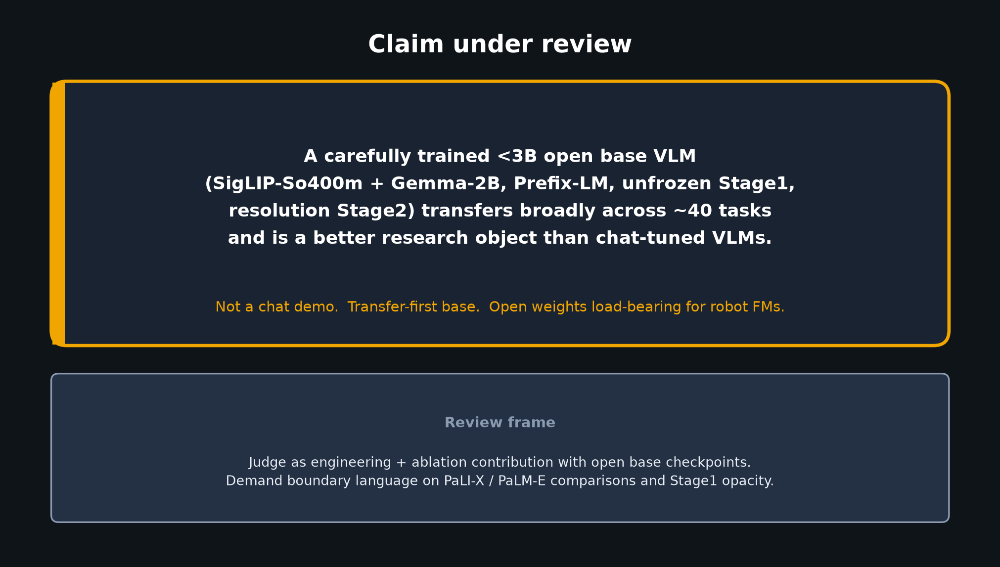 Claim under review
A carefully trained <3B open base VLM
(SigLIP-So400m + Gemma-2B, Prefix-LM, unfrozen Stage1,
resolution Stage2) transfers broadly across ~40 tasks
and is a better research object than chat-tuned VLMs.
Not a chat demo.  Transfer-first base.  Open weights load-bearing for robot FMs.
Review frame
Judge as engineering + ablation contribution with open base checkpoints.
Demand boundary language on PaLI-X / PaLM-E comparisons and Stage1 opacity.